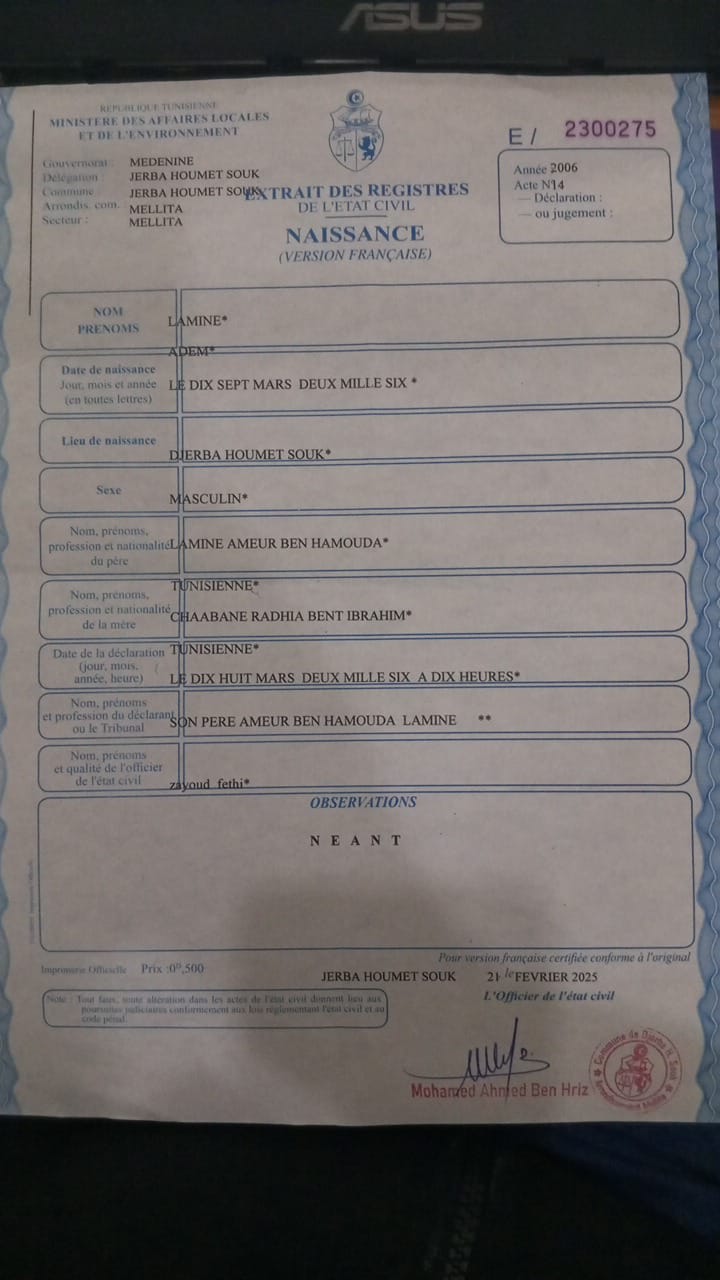 ASUS
REPUBLIQUE TUNISIENNE
MINISTERE DES AFFAIRES LOCALES
ET DE L'ENVIRONNEMENT
Gouvernorat : MEDENINE
Délégation : JERBA HOUMET SOUK
Commune : JERBA HOUMET SOUK
Arrondis. com. MELLITA
Secteur : MELLITA
E / 2300275
Année 2006
Acte N°14
— Déclaration :
— ou jugement :
EXTRAIT DES REGISTRES
DE L'ETAT CIVIL
NAISSANCE
(VERSION FRANÇAISE)
NOM
PRENOMS
LAMINE*
ADEM*
Date de naissance
Jour, mois et année
(en toutes lettres)
LE DIX SEPT MARS DEUX MILLE SIX *
Lieu de naissance
DJERBA HOUMET SOUK*
Sexe
MASCULIN*
Nom, prénoms,
profession et nationalité
du père
LAMINE AMEUR BEN HAMOUDA*
TUNISIENNE*
Nom, prénoms,
profession et nationalité
de la mère
CHAABANE RADHIA BENT IBRAHIM*
TUNISIENNE*
Date de la déclaration
(jour, mois,
année, heure)
LE DIX HUIT MARS DEUX MILLE SIX A DIX HEURES*
Nom, prénoms
et profession du déclarant
ou le Tribunal
SON PERE AMEUR BEN HAMOUDA LAMINE **
Nom, prénoms
et qualité de l'officier
de l'état civil
zayoud fethi*
OBSERVATIONS
N E A N T
Pour version française certifiée conforme à l'original
Imprimerie Officielle Prix :0D,500
JERBA HOUMET SOUK 21 le FEVRIER 2025
L'Officier de l'état civil
Note : Tout faux, toute altération dans les actes de l'état civil donnent lieu aux
poursuites judiciaires conformement aux lois réglementant l'état civil et au
code pénal.
Mohamed Ahmed Ben Hriz
Commune de Djerba H. Souk
Arrondissement Mellita